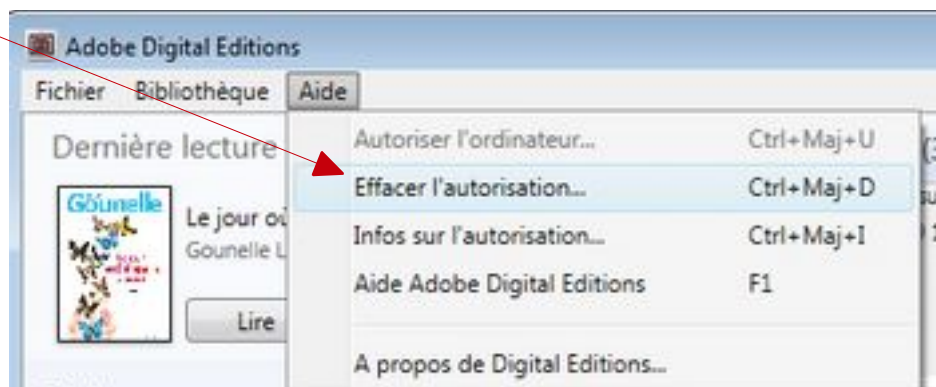 Adobe Digital Editions
Fichier Bibliothèque Aide
Dernière lecture
Autoriser l'ordinateur... Ctrl+Maj+U
Effacer l'autorisation... Ctrl+Maj+D
Infos sur l'autorisation... Ctrl+Maj+I
Aide Adobe Digital Editions F1
A propos de Digital Editions...
Gounelle
Le jour où
Gounelle L
Lire